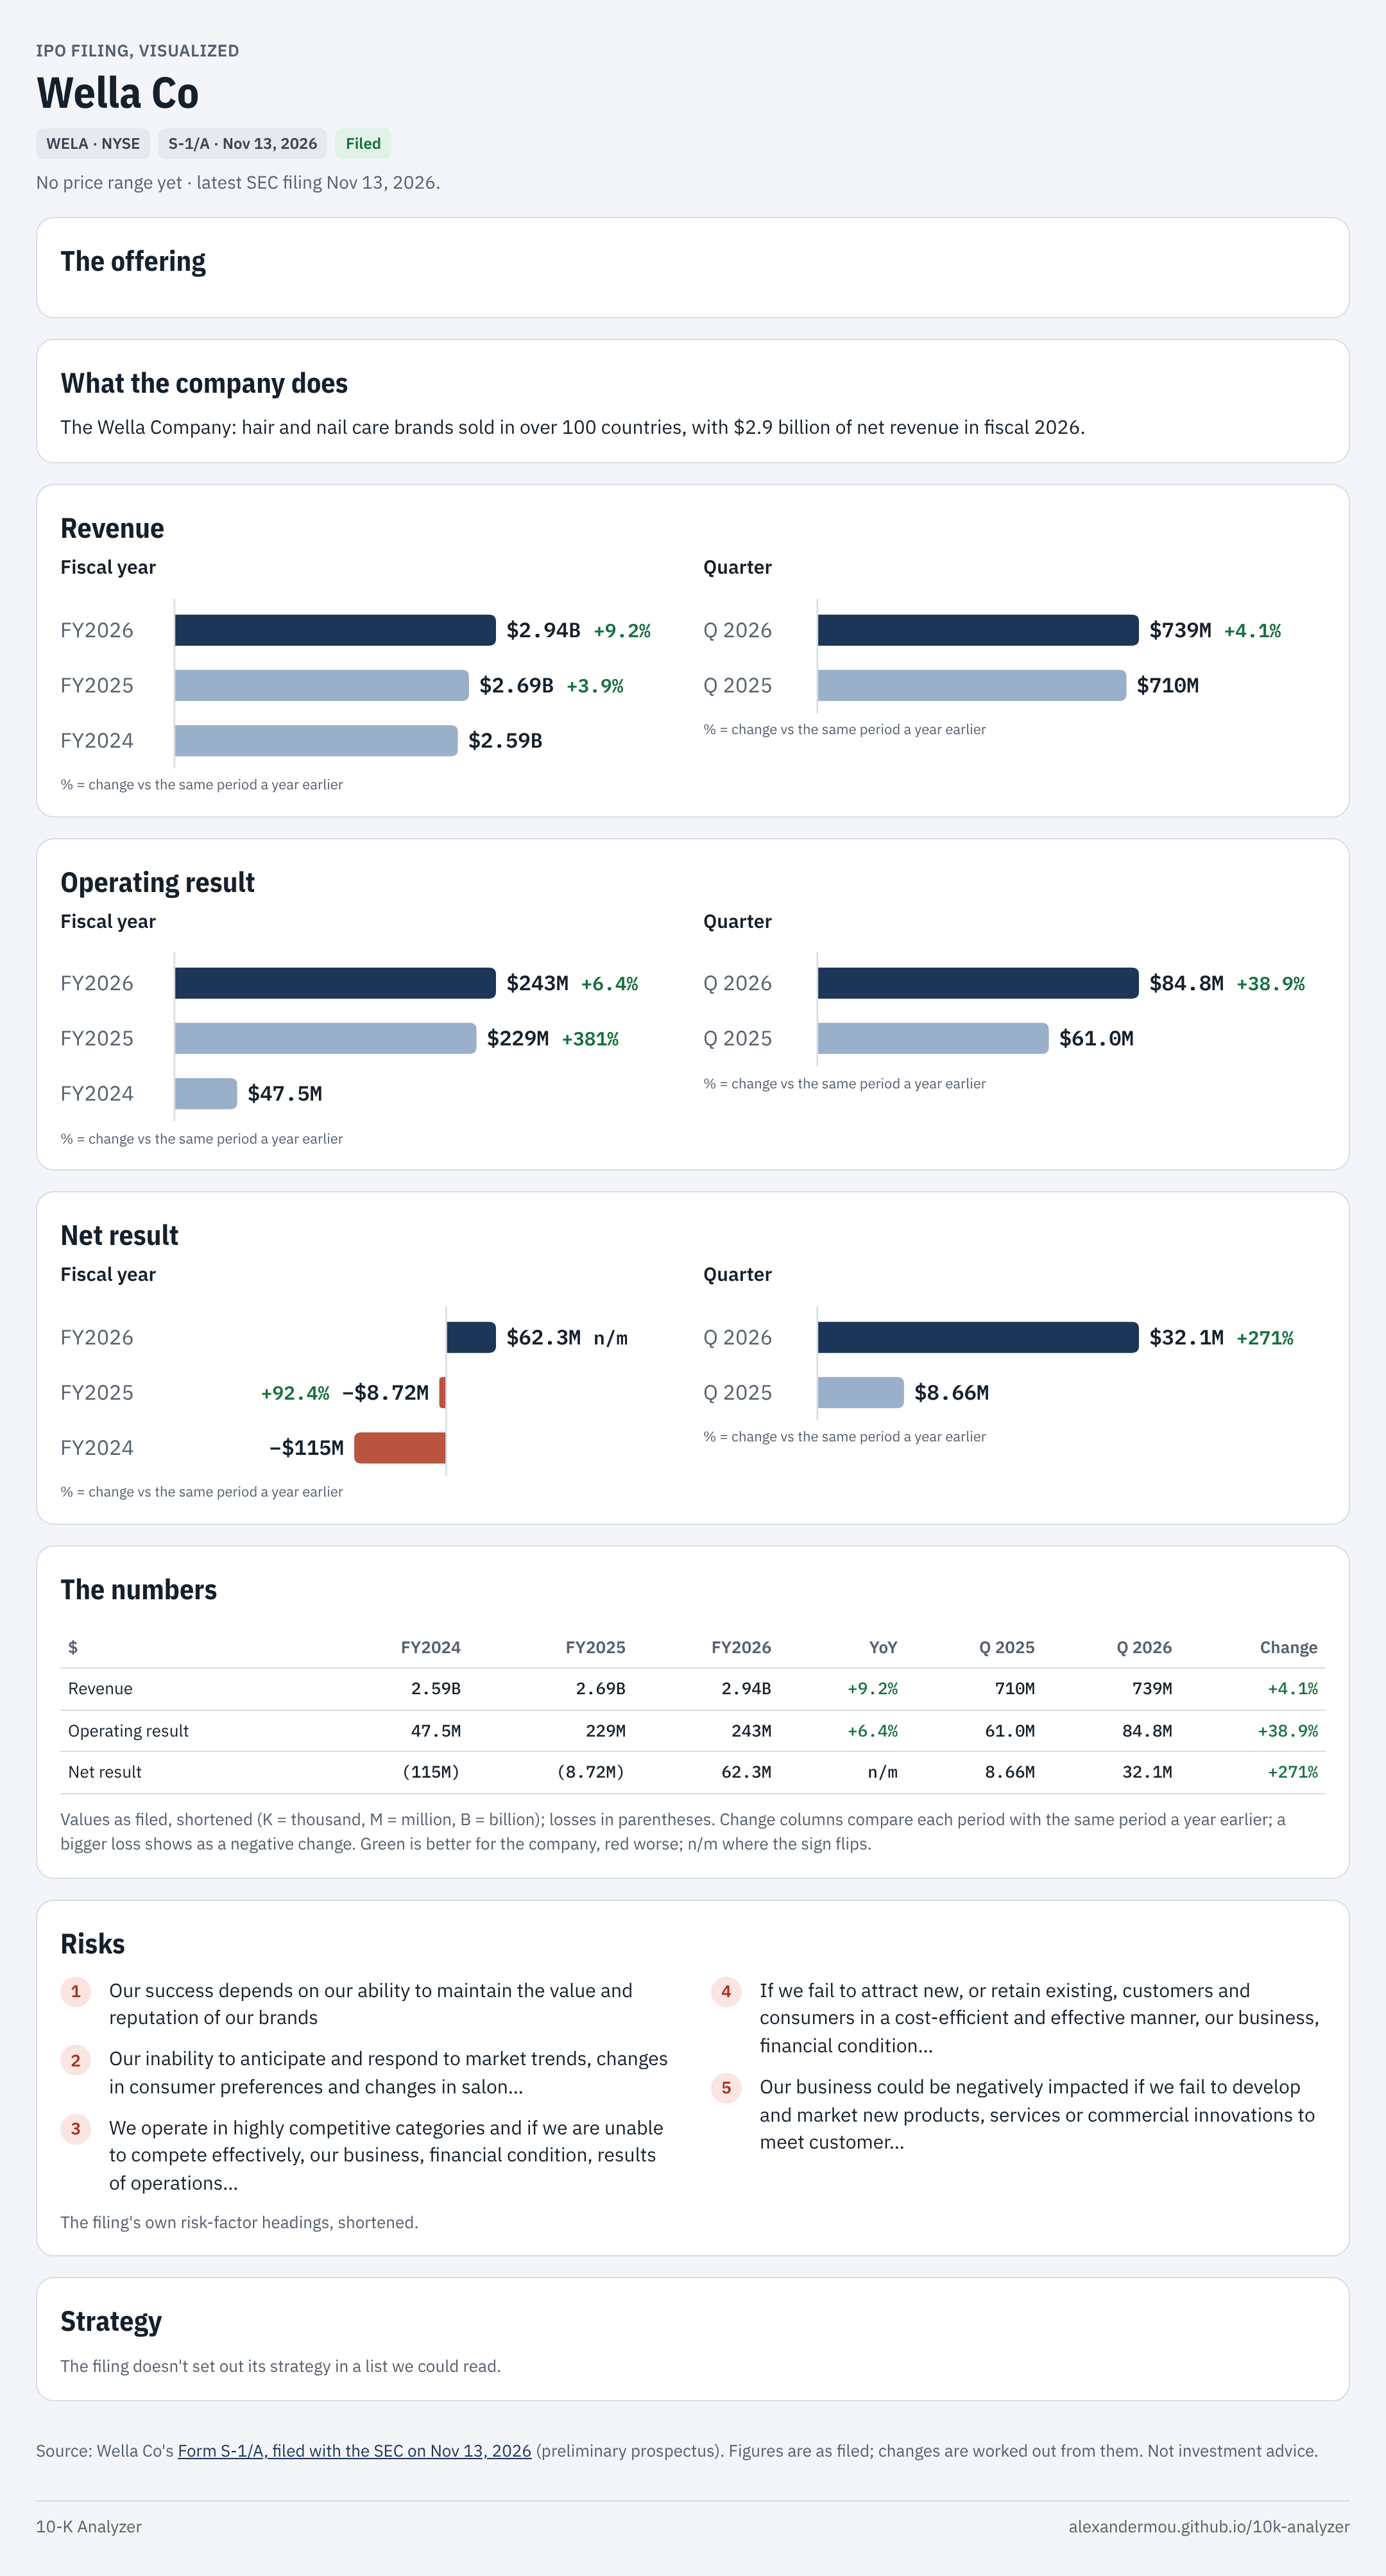 IPO FILING, VISUALIZED
Wella Co
WELA · NYSE S-1/A · Nov 13, 2026 Filed
No price range yet · latest SEC filing Nov 13, 2026.
The offering
What the company does
The Wella Company: hair and nail care brands sold in over 100 countries, with $2.9 billion of net revenue in fiscal 2026.
Revenue
Fiscal year
FY2026 $2.94B +9.2%
FY2025 $2.69B +3.9%
FY2024 $2.59B
% = change vs the same period a year earlier
Quarter
Q 2026 $739M +4.1%
Q 2025 $710M
% = change vs the same period a year earlier
Operating result
Fiscal year
FY2026 $243M +6.4%
FY2025 $229M +381%
FY2024 $47.5M
% = change vs the same period a year earlier
Quarter
Q 2026 $84.8M +38.9%
Q 2025 $61.0M
% = change vs the same period a year earlier
Net result
Fiscal year
FY2026 $62.3M n/m
FY2025 +92.4% −$8.72M
FY2024 −$115M
% = change vs the same period a year earlier
Quarter
Q 2026 $32.1M +271%
Q 2025 $8.66M
% = change vs the same period a year earlier
The numbers
$ FY2024 FY2025 FY2026 YoY Q 2025 Q 2026 Change
Revenue 2.59B 2.69B 2.94B +9.2% 710M 739M +4.1%
Operating result 47.5M 229M 243M +6.4% 61.0M 84.8M +38.9%
Net result (115M) (8.72M) 62.3M n/m 8.66M 32.1M +271%
Values as filed, shortened (K = thousand, M = million, B = billion); losses in parentheses. Change columns compare each period with the same period a year earlier; a
bigger loss shows as a negative change. Green is better for the company, red worse; n/m where the sign flips.
Risks
1 Our success depends on our ability to maintain the value and
reputation of our brands
2 Our inability to anticipate and respond to market trends, changes
in consumer preferences and changes in salon…
3 We operate in highly competitive categories and if we are unable
to compete effectively, our business, financial condition, results
of operations…
4 If we fail to attract new, or retain existing, customers and
consumers in a cost-efficient and effective manner, our business,
financial condition…
5 Our business could be negatively impacted if we fail to develop
and market new products, services or commercial innovations to
meet customer…
The filing's own risk-factor headings, shortened.
Strategy
The filing doesn't set out its strategy in a list we could read.
Source: Wella Co's Form S-1/A, filed with the SEC on Nov 13, 2026 (preliminary prospectus). Figures are as filed; changes are worked out from them. Not investment advice.
10-K Analyzer alexandermou.github.io/10k-analyzer